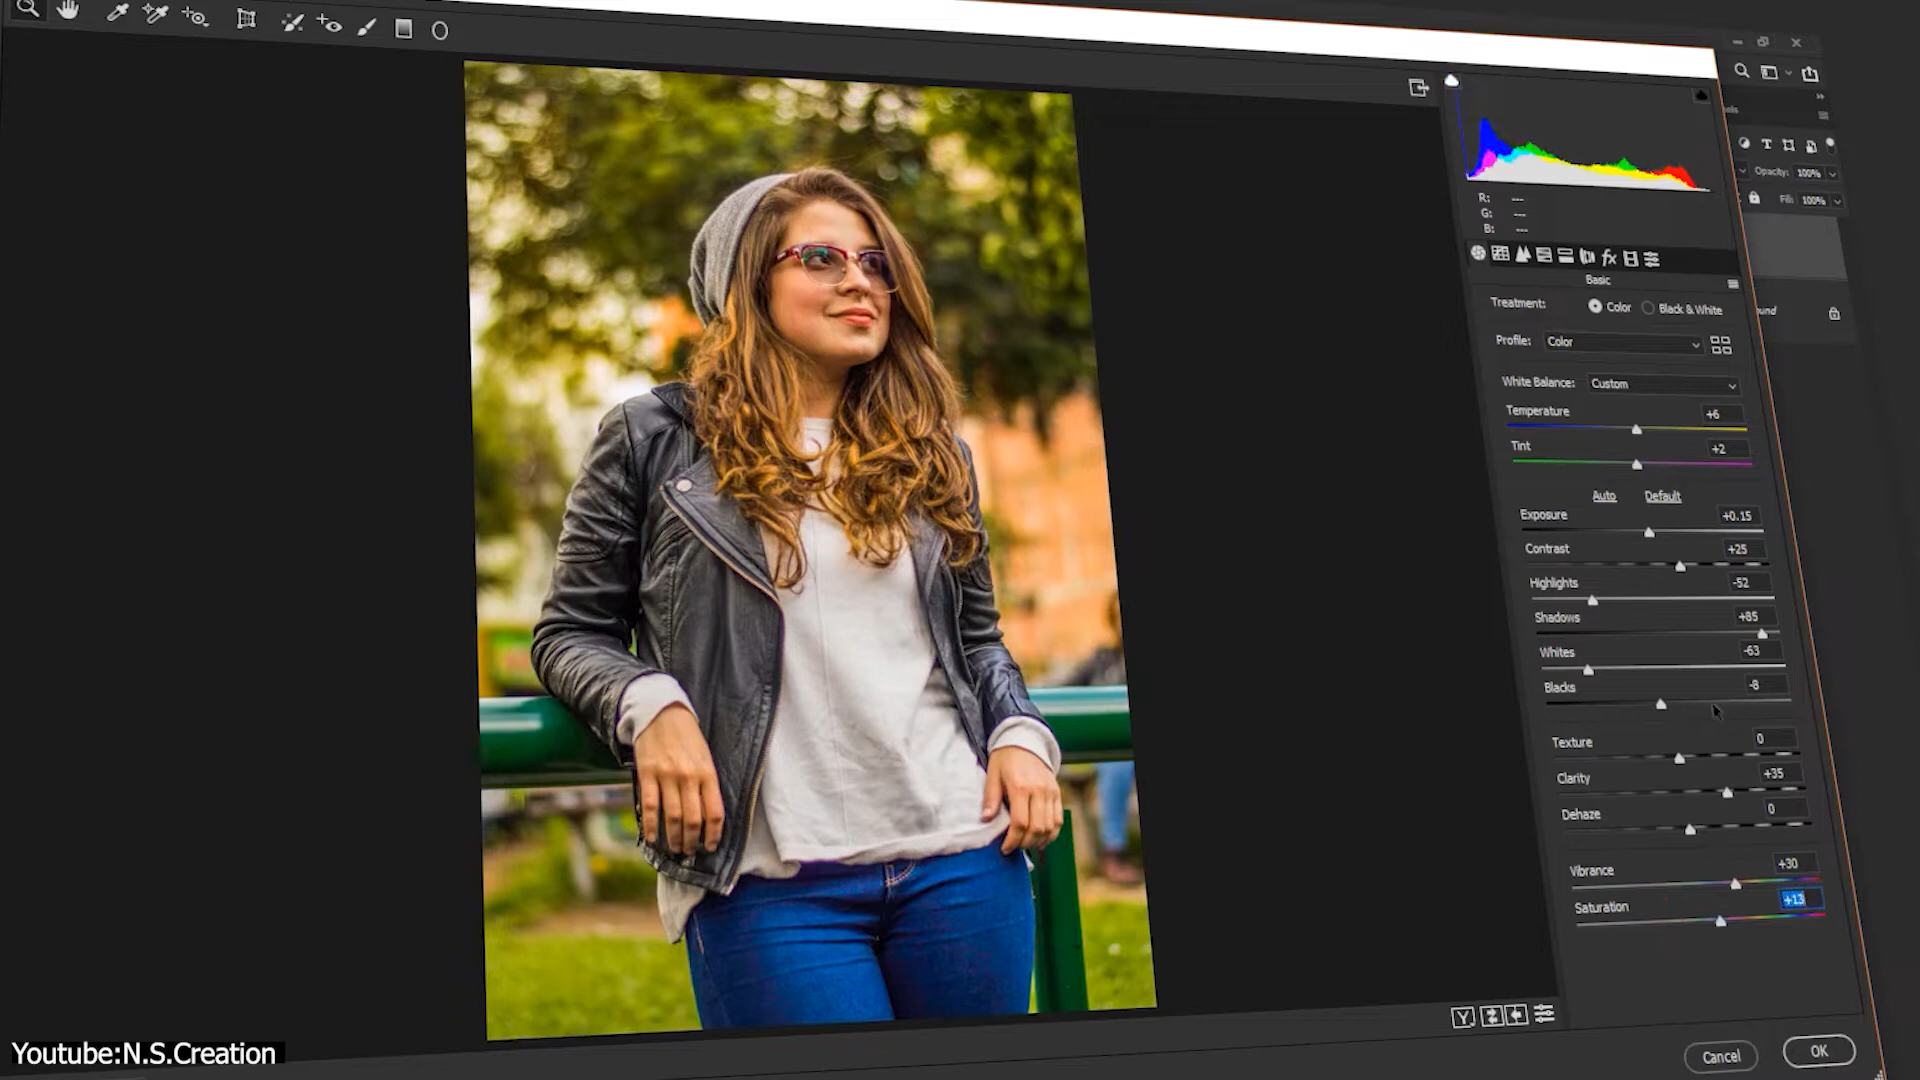 R: ---
G: ---
B: ---
Opacity: 100%
Fill: 100%
Basic
Treatment: Color Black & White
Profile: Color
White Balance: Custom
Temperature +6
Tint +2
Auto Default
Exposure +0.15
Contrast +25
Highlights -52
Shadows +85
Whites -63
Blacks -8
Texture 0
Clarity +35
Dehaze 0
Vibrance +30
Saturation +13
Youtube:N.S.Creation
Cancel OK